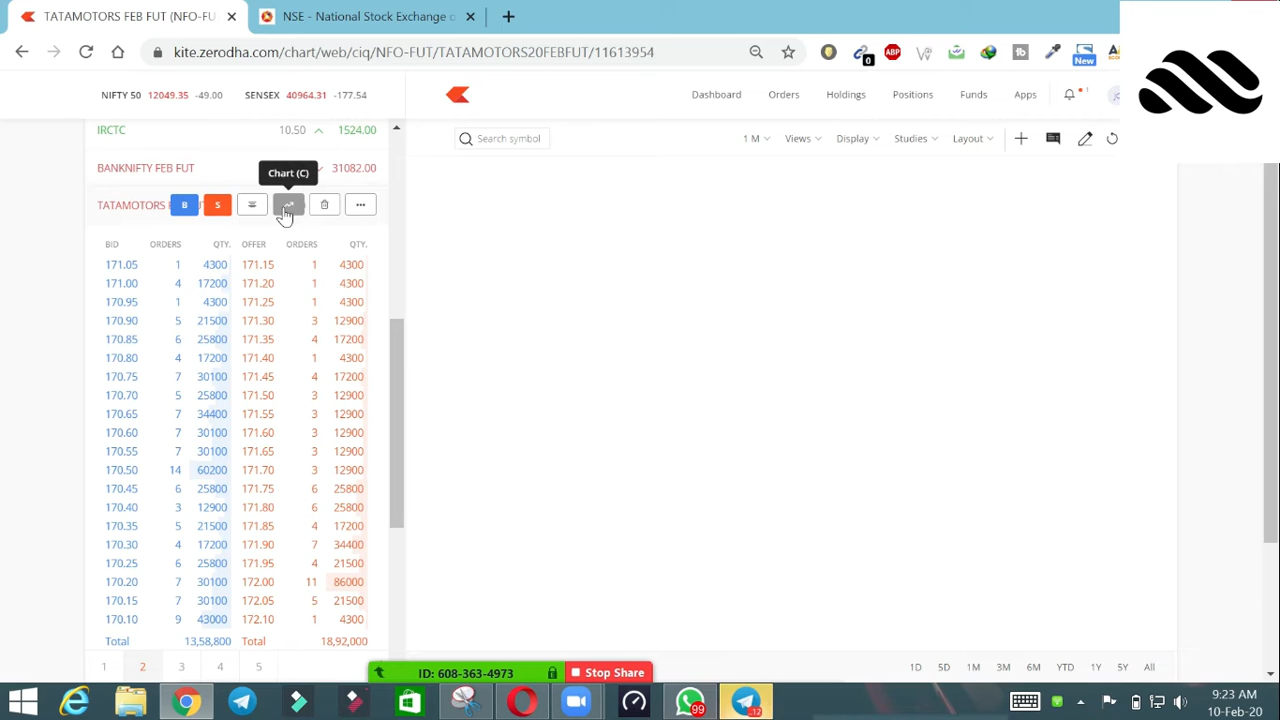 TATAMOTORS FEB FUT (NFO-FU
NSE - National Stock Exchange o
kite.zerodha.com/chart/web/ciq/NFO-FUT/TATAMOTORS20FEBFUT/11613954
0
ABP
New
NIFTY 50 12049.35 -49.00 SENSEX 40964.31 -177.54
Dashboard Orders Holdings Positions Funds Apps 1
IRCTC 10.50 1524.00
Search symbol 1 M Views Display Studies Layout
BANKNIFTY FEB FUT 31082.00
Chart (C)
TATAMOTORS B S
BID ORDERS QTY. OFFER ORDERS QTY.
171.05 1 4300 171.15 1 4300
171.00 4 17200 171.20 1 4300
170.95 1 4300 171.25 1 4300
170.90 5 21500 171.30 3 12900
170.85 6 25800 171.35 4 17200
170.80 4 17200 171.40 1 4300
170.75 7 30100 171.45 4 17200
170.70 5 25800 171.50 3 12900
170.65 7 34400 171.55 3 12900
170.60 7 30100 171.60 3 12900
170.55 7 30100 171.65 3 12900
170.50 14 60200 171.70 3 12900
170.45 6 25800 171.75 6 25800
170.40 3 12900 171.80 6 25800
170.35 5 21500 171.85 4 17200
170.30 4 17200 171.90 7 34400
170.25 6 25800 171.95 4 21500
170.20 7 30100 172.00 11 86000
170.15 7 30100 172.05 5 21500
170.10 9 43000 172.10 1 4300
Total 13,58,800 Total 18,92,000
1 2 3 4 5
1D 5D 1M 3M 6M YTD 1Y 5Y All
ID: 608-363-4973 Stop Share
99
12
9:23 AM
10-Feb-20